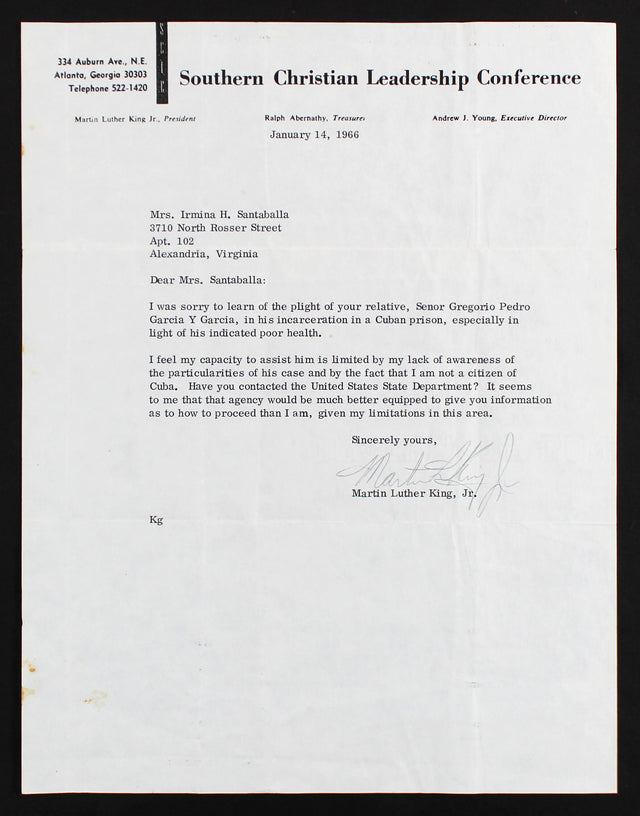 334 Auburn Ave., N.E.
Atlanta, Georgia 30303
Telephone 522-1420
SCLC
Southern Christian Leadership Conference
Martin Luther King Jr., President
Ralph Abernathy, Treasurer
Andrew J. Young, Executive Director
January 14, 1966
Mrs. Irmina H. Santaballa
3710 North Rosser Street
Apt. 102
Alexandria, Virginia
Dear Mrs. Santaballa:
I was sorry to learn of the plight of your relative, Senor Gregorio Pedro
Garcia Y Garcia, in his incarceration in a Cuban prison, especially in
light of his indicated poor health.
I feel my capacity to assist him is limited by my lack of awareness of
the particularities of his case and by the fact that I am not a citizen of
Cuba. Have you contacted the United States State Department? It seems
to me that that agency would be much better equipped to give you information
as to how to proceed than I am, given my limitations in this area.
Sincerely yours,
Martin L King Jr
Martin Luther King, Jr.
Kg